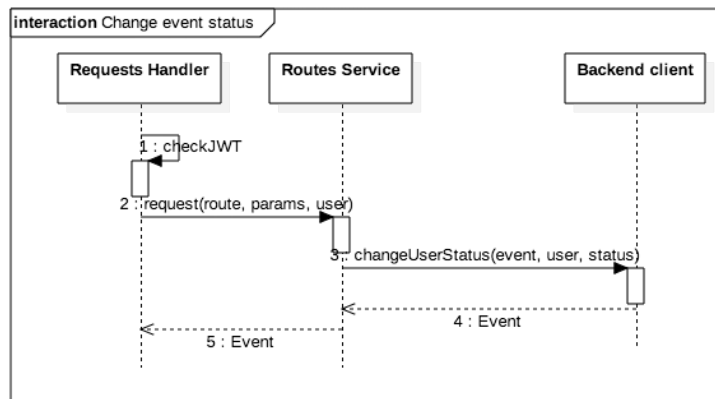 interaction Change event status
Requests Handler
Routes Service
Backend client
1 : checkJWT
2 : request(route, params, user)
3 : changeUserStatus(event, user, status)
4 : Event
5 : Event